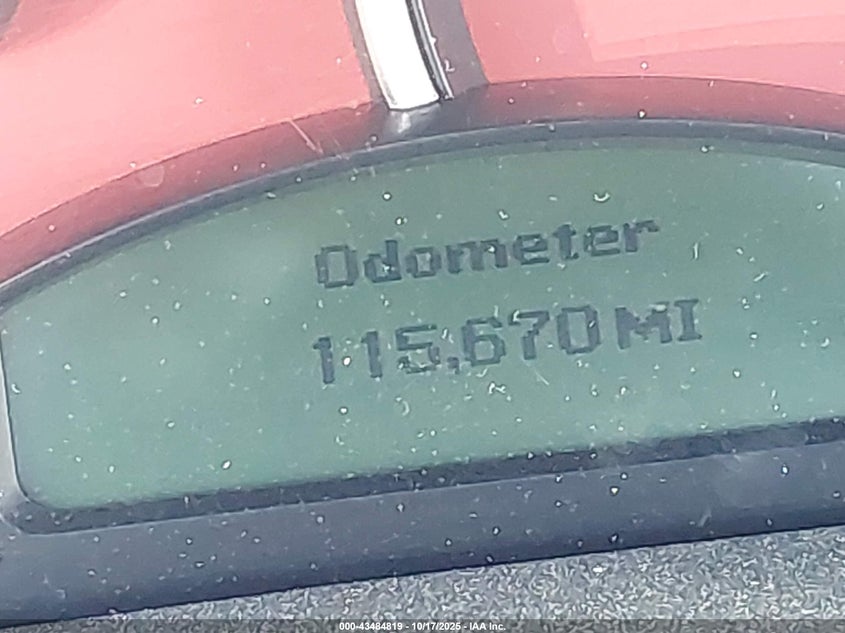 Odometer
115,670 MI
000-43484819 - 10/17/2025 - IAA Inc.